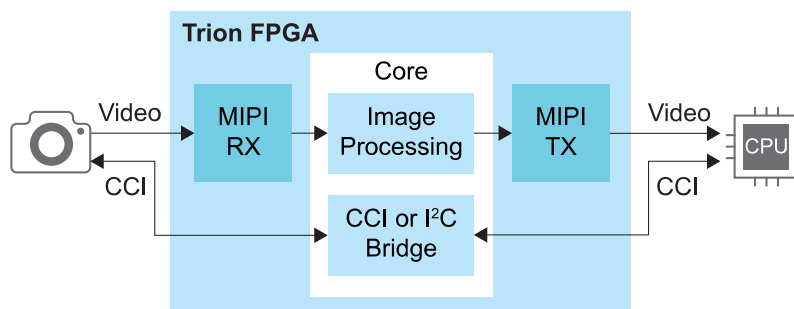 Trion FPGA
Core
Video
MIPI
RX
Image
Processing
MIPI
TX
Video
CPU
CCI
CCI or I²C
Bridge
CCI